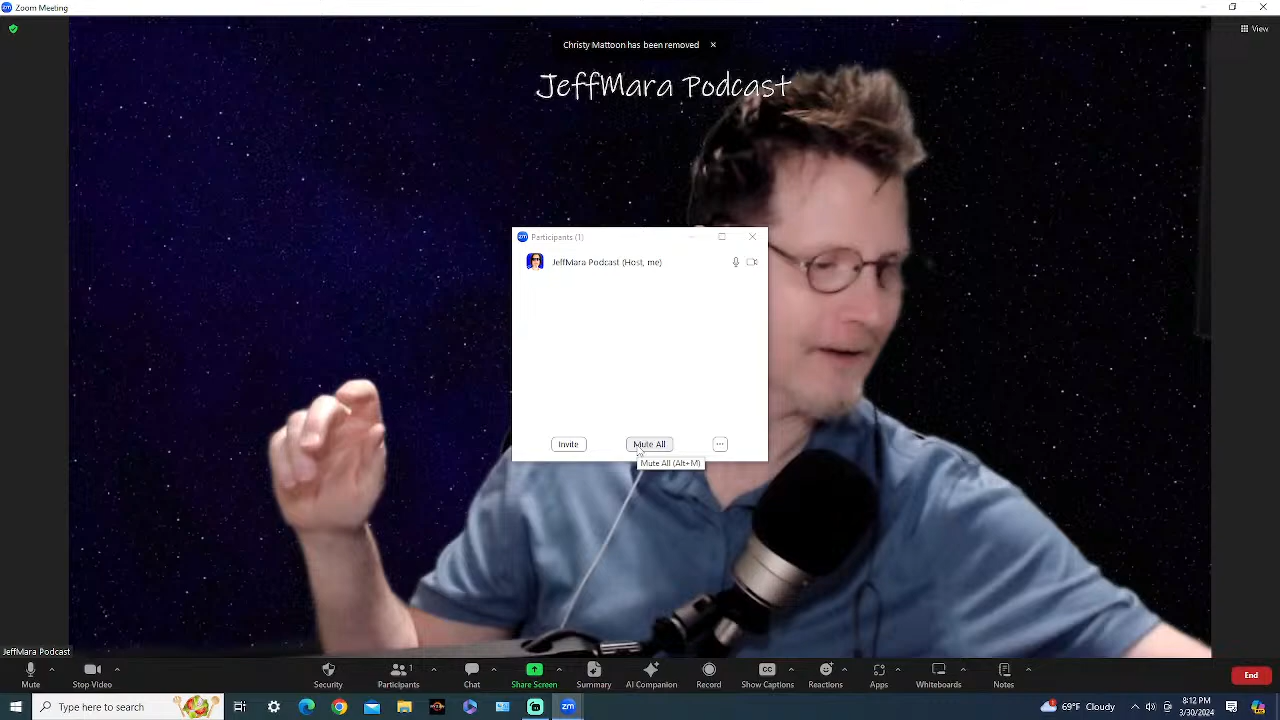 Zoom Meeting
View
Christy Mattoon has been removed
JeffMara Podcast
Participants (1)
JeffMara Podcast (Host, me)
Invite
Mute All
Mute All (Alt+M)
JeffMara Podcast
Mute
Stop Video
Security
Participants
1
Chat
Share Screen
Summary
AI Companion
Record
Show Captions
Reactions
Apps
Whiteboards
Notes
End
Type here to search
69°F Cloudy
8:12 PM
3/30/2024